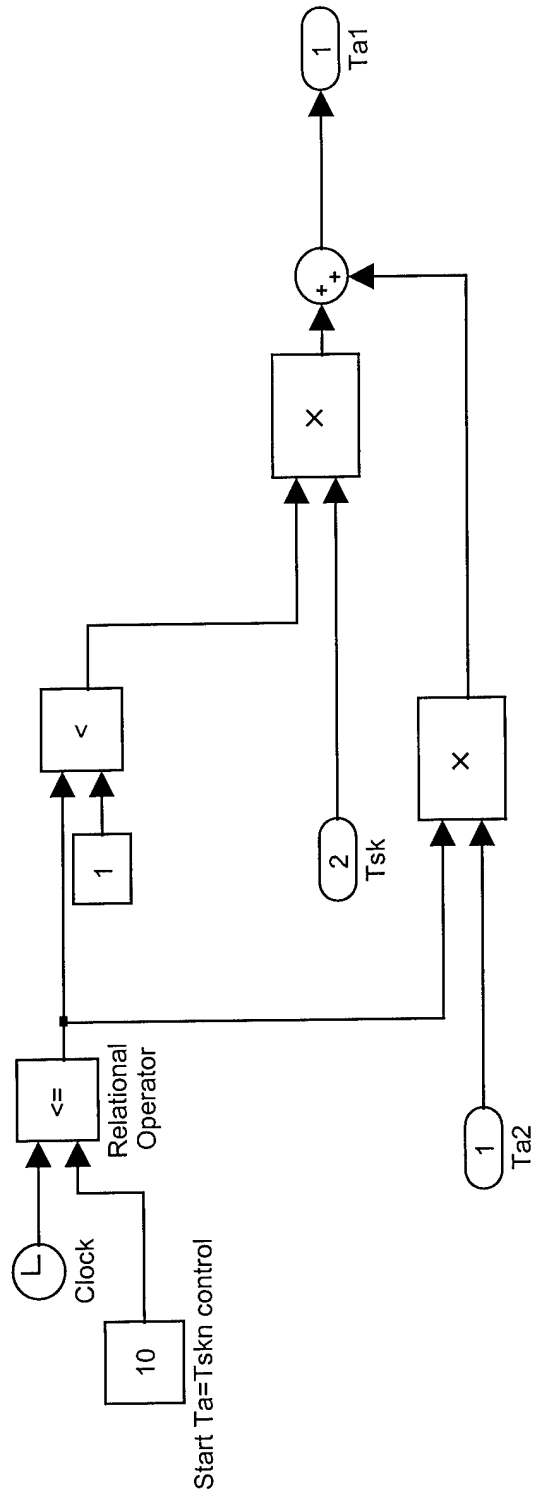 Clock
10
Start Ta=Tskn control
<=
Relational
Operator
1
<
2
Tsk
1
Ta2
X
X
+
+
1
Ta1